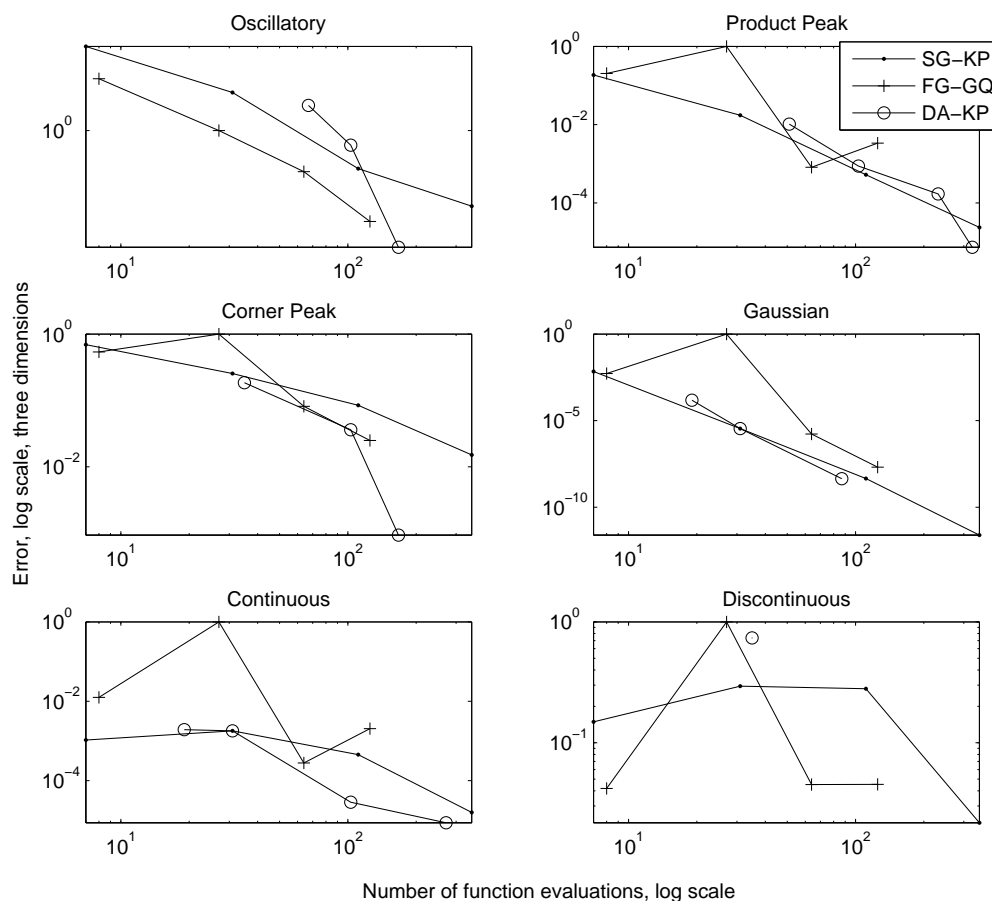 Oscillatory
Product Peak
10^0
10^1
10^2
10^0
10^-2
10^-4
10^1
10^2
SG-KP
FG-GQ
DA-KP
Corner Peak
Gaussian
10^0
10^-2
10^1
10^2
10^0
10^-5
10^-10
10^1
10^2
Continuous
Discontinuous
10^0
10^-2
10^-4
10^1
10^2
10^0
10^-1
10^1
10^2
Error, log scale, three dimensions
Number of function evaluations, log scale